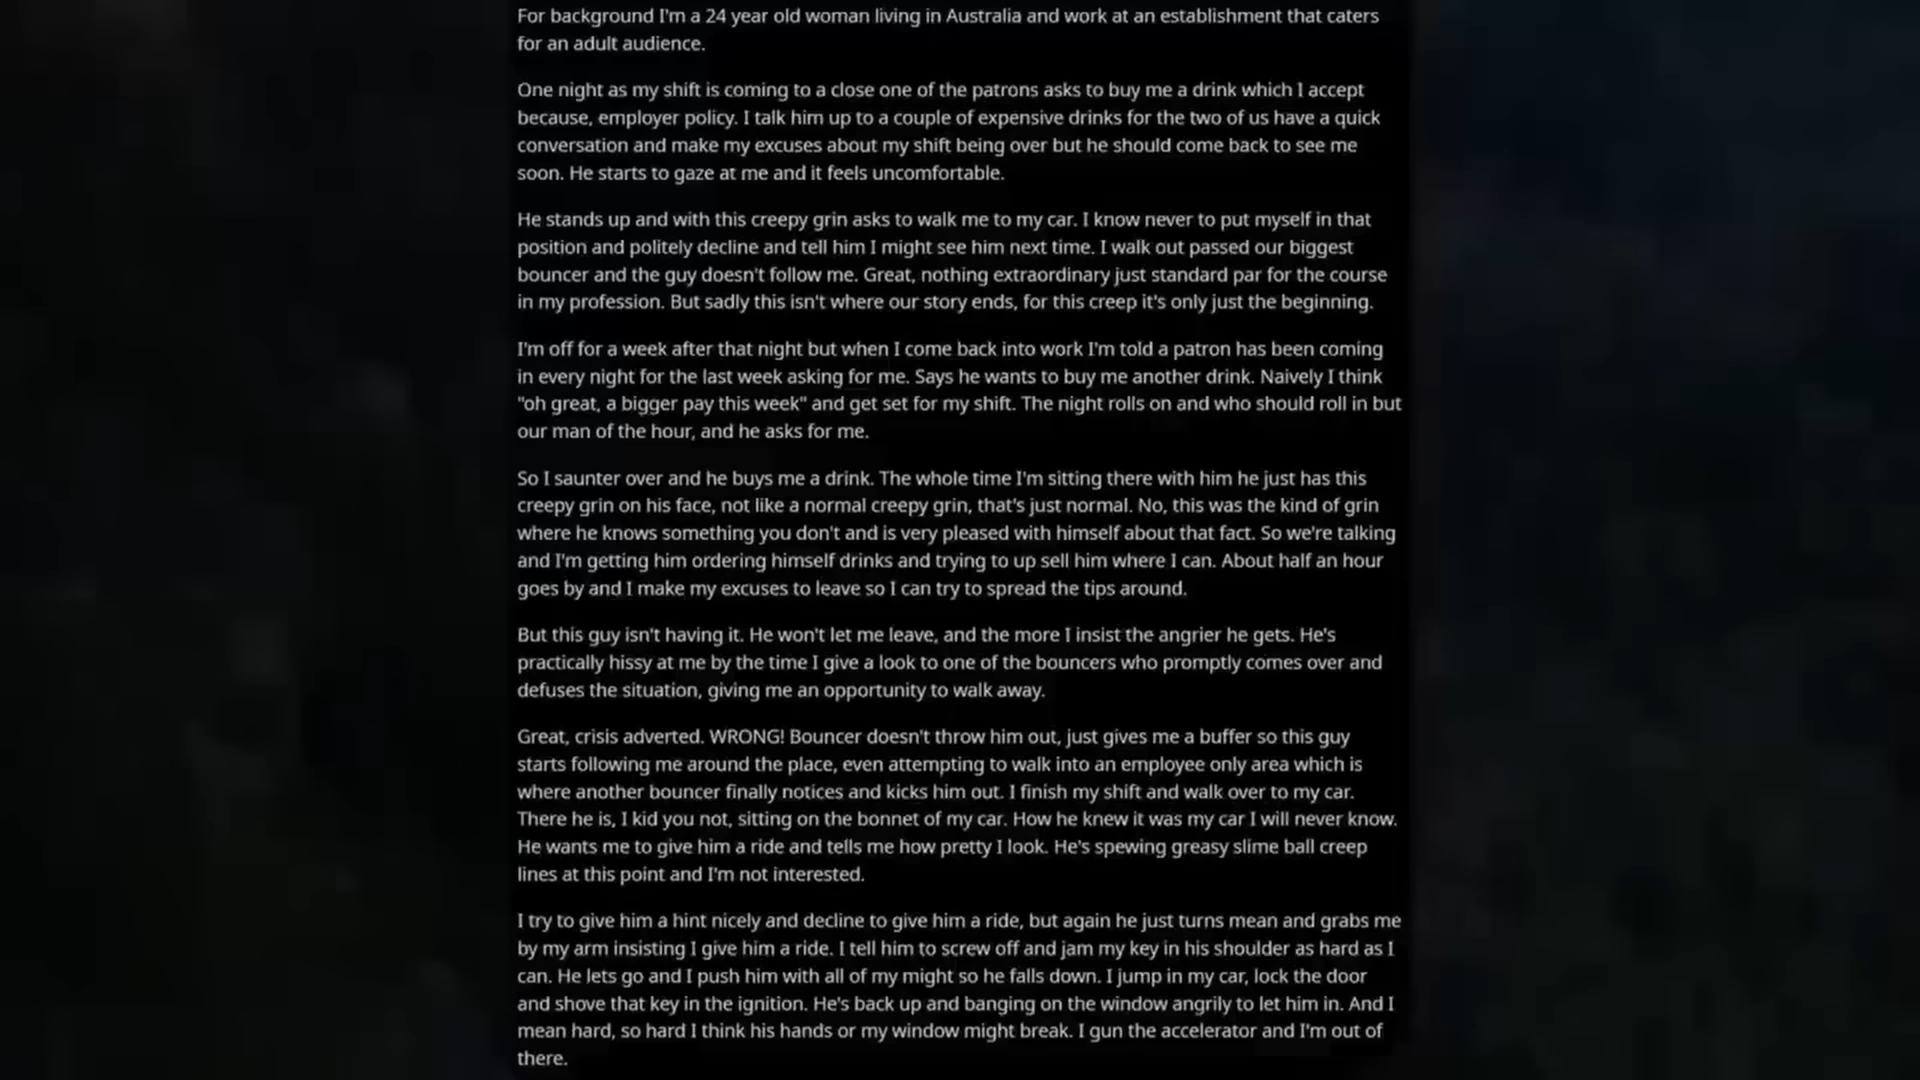 For background I'm a 24 year old woman living in Australia and work at an establishment that caters
for an adult audience.
One night as my shift is coming to a close one of the patrons asks to buy me a drink which I accept
because, employer policy. I talk him up to a couple of expensive drinks for the two of us have a quick
conversation and make my excuses about my shift being over but he should come back to see me
soon. He starts to gaze at me and it feels uncomfortable.
He stands up and with this creepy grin asks to walk me to my car. I know never to put myself in that
position and politely decline and tell him I might see him next time. I walk out passed our biggest
bouncer and the guy doesn't follow me. Great, nothing extraordinary just standard par for the course
in my profession. But sadly this isn't where our story ends, for this creep it's only just the beginning.
I'm off for a week after that night but when I come back into work I'm told a patron has been coming
in every night for the last week asking for me. Says he wants to buy me another drink. Naively I think
"oh great, a bigger pay this week" and get set for my shift. The night rolls on and who should roll in but
our man of the hour, and he asks for me.
So I saunter over and he buys me a drink. The whole time I'm sitting there with him he just has this
creepy grin on his face, not like a normal creepy grin, that's just normal. No, this was the kind of grin
where he knows something you don't and is very pleased with himself about that fact. So we're talking
and I'm getting him ordering himself drinks and trying to up sell him where I can. About half an hour
goes by and I make my excuses to leave so I can try to spread the tips around.
But this guy isn't having it. He won't let me leave, and the more I insist the angrier he gets. He's
practically hissy at me by the time I give a look to one of the bouncers who promptly comes over and
defuses the situation, giving me an opportunity to walk away.
Great, crisis adverted. WRONG! Bouncer doesn't throw him out, just gives me a buffer so this guy
starts following me around the place, even attempting to walk into an employee only area which is
where another bouncer finally notices and kicks him out. I finish my shift and walk over to my car.
There he is, I kid you not, sitting on the bonnet of my car. How he knew it was my car I will never know.
He wants me to give him a ride and tells me how pretty I look. He's spewing greasy slime ball creep
lines at this point and I'm not interested.
I try to give him a hint nicely and decline to give him a ride, but again he just turns mean and grabs me
by my arm insisting I give him a ride. I tell him to screw off and jam my key in his shoulder as hard as I
can. He lets go and I push him with all of my might so he falls down. I jump in my car, lock the door
and shove that key in the ignition. He's back up and banging on the window angrily to let him in. And I
mean hard, so hard I think his hands or my window might break. I gun the accelerator and I'm out of
there.